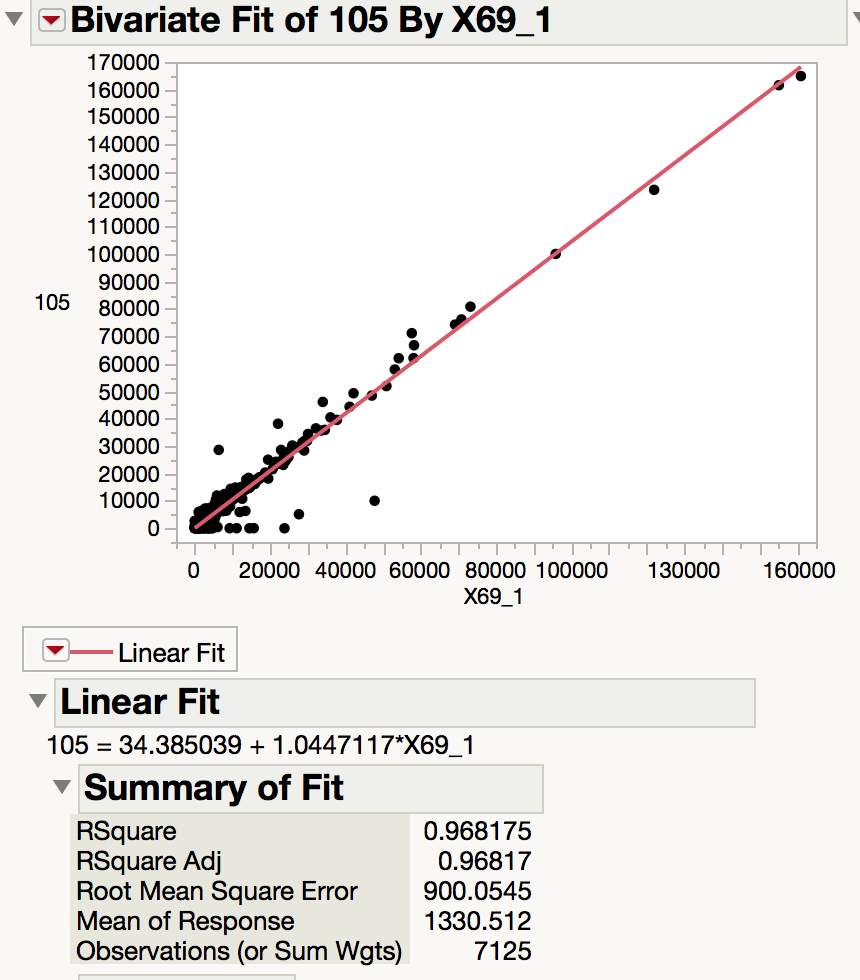 Bivariate Fit of 105 By X69_1
170000
160000
150000
140000
130000
120000
110000
100000
90000
80000
70000
60000
50000
40000
30000
20000
10000
0
105
0 20000 40000 60000 80000 100000 130000 160000
X69_1
Linear Fit
Linear Fit
105 = 34.385039 + 1.0447117*X69_1
Summary of Fit
RSquare 0.968175
RSquare Adj 0.96817
Root Mean Square Error 900.0545
Mean of Response 1330.512
Observations (or Sum Wgts) 7125